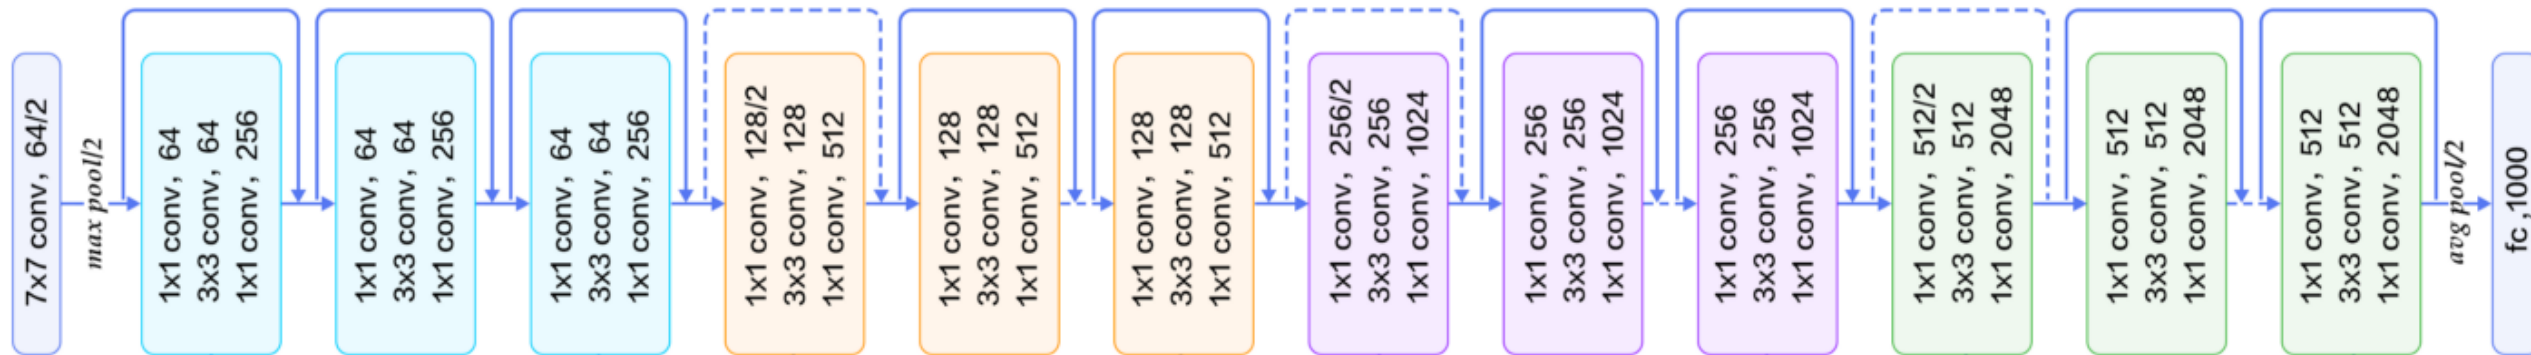 7x7 conv, 64/2
max pool/2
1x1 conv, 64
3x3 conv, 64
1x1 conv, 256
1x1 conv, 64
3x3 conv, 64
1x1 conv, 256
1x1 conv, 64
3x3 conv, 64
1x1 conv, 256
1x1 conv, 128/2
3x3 conv, 128
1x1 conv, 512
1x1 conv, 128
3x3 conv, 128
1x1 conv, 512
1x1 conv, 128
3x3 conv, 128
1x1 conv, 512
1x1 conv, 256/2
3x3 conv, 256
1x1 conv, 1024
1x1 conv, 256
3x3 conv, 256
1x1 conv, 1024
1x1 conv, 256
3x3 conv, 256
1x1 conv, 1024
1x1 conv, 512/2
3x3 conv, 512
1x1 conv, 2048
1x1 conv, 512
3x3 conv, 512
1x1 conv, 2048
1x1 conv, 512
3x3 conv, 512
1x1 conv, 2048
avg pool/2
fc ,1000